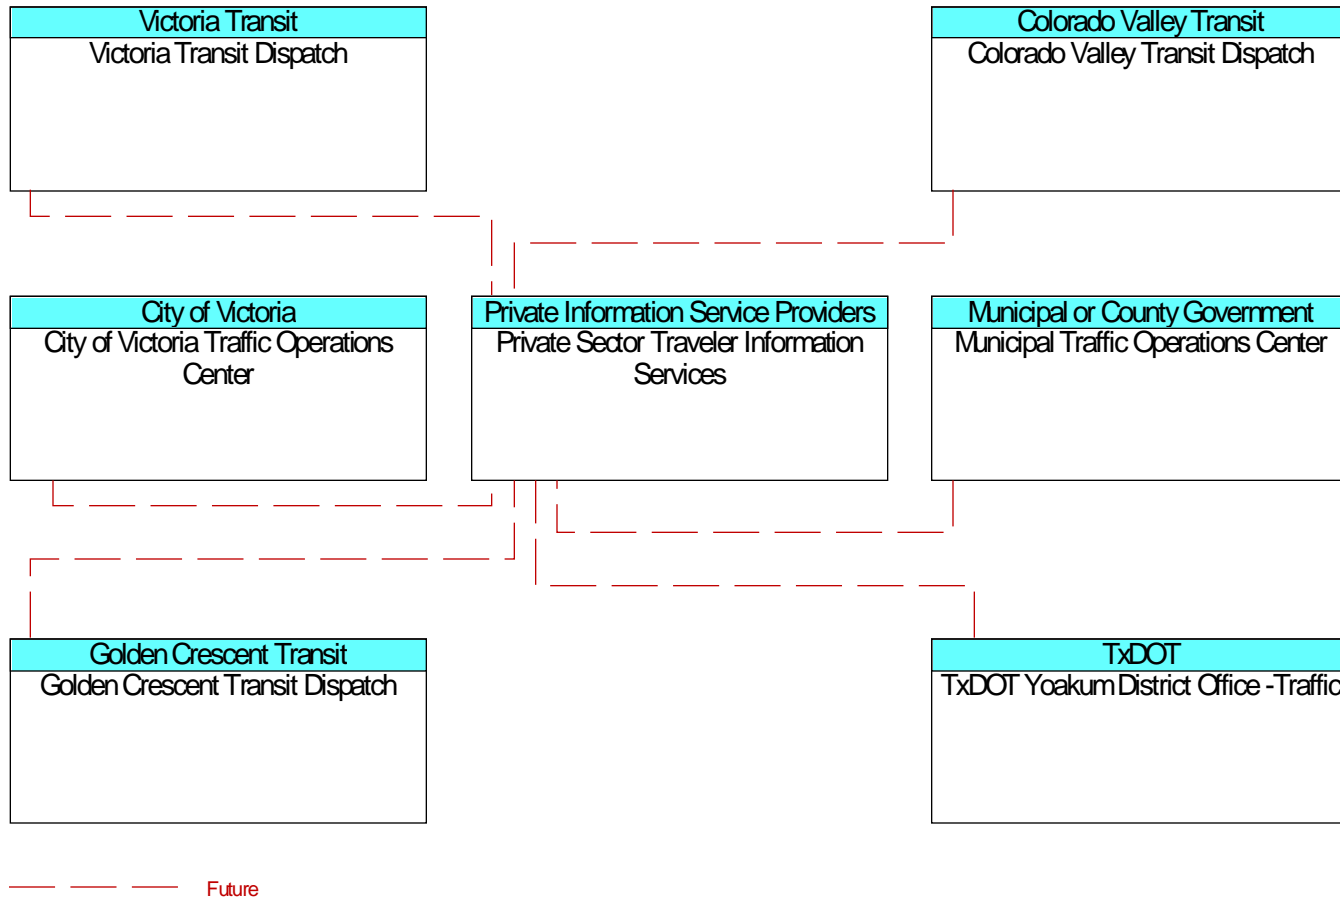 Victoria Transit
Victoria Transit Dispatch
Colorado Valley Transit
Colorado Valley Transit Dispatch
City of Victoria
City of Victoria Traffic Operations
Center
Private Information Service Providers
Private Sector Traveler Information
Services
Municipal or County Government
Municipal Traffic Operations Center
Golden Crescent Transit
Golden Crescent Transit Dispatch
TxDOT
TxDOT Yoakum District Office - Traffic
Future